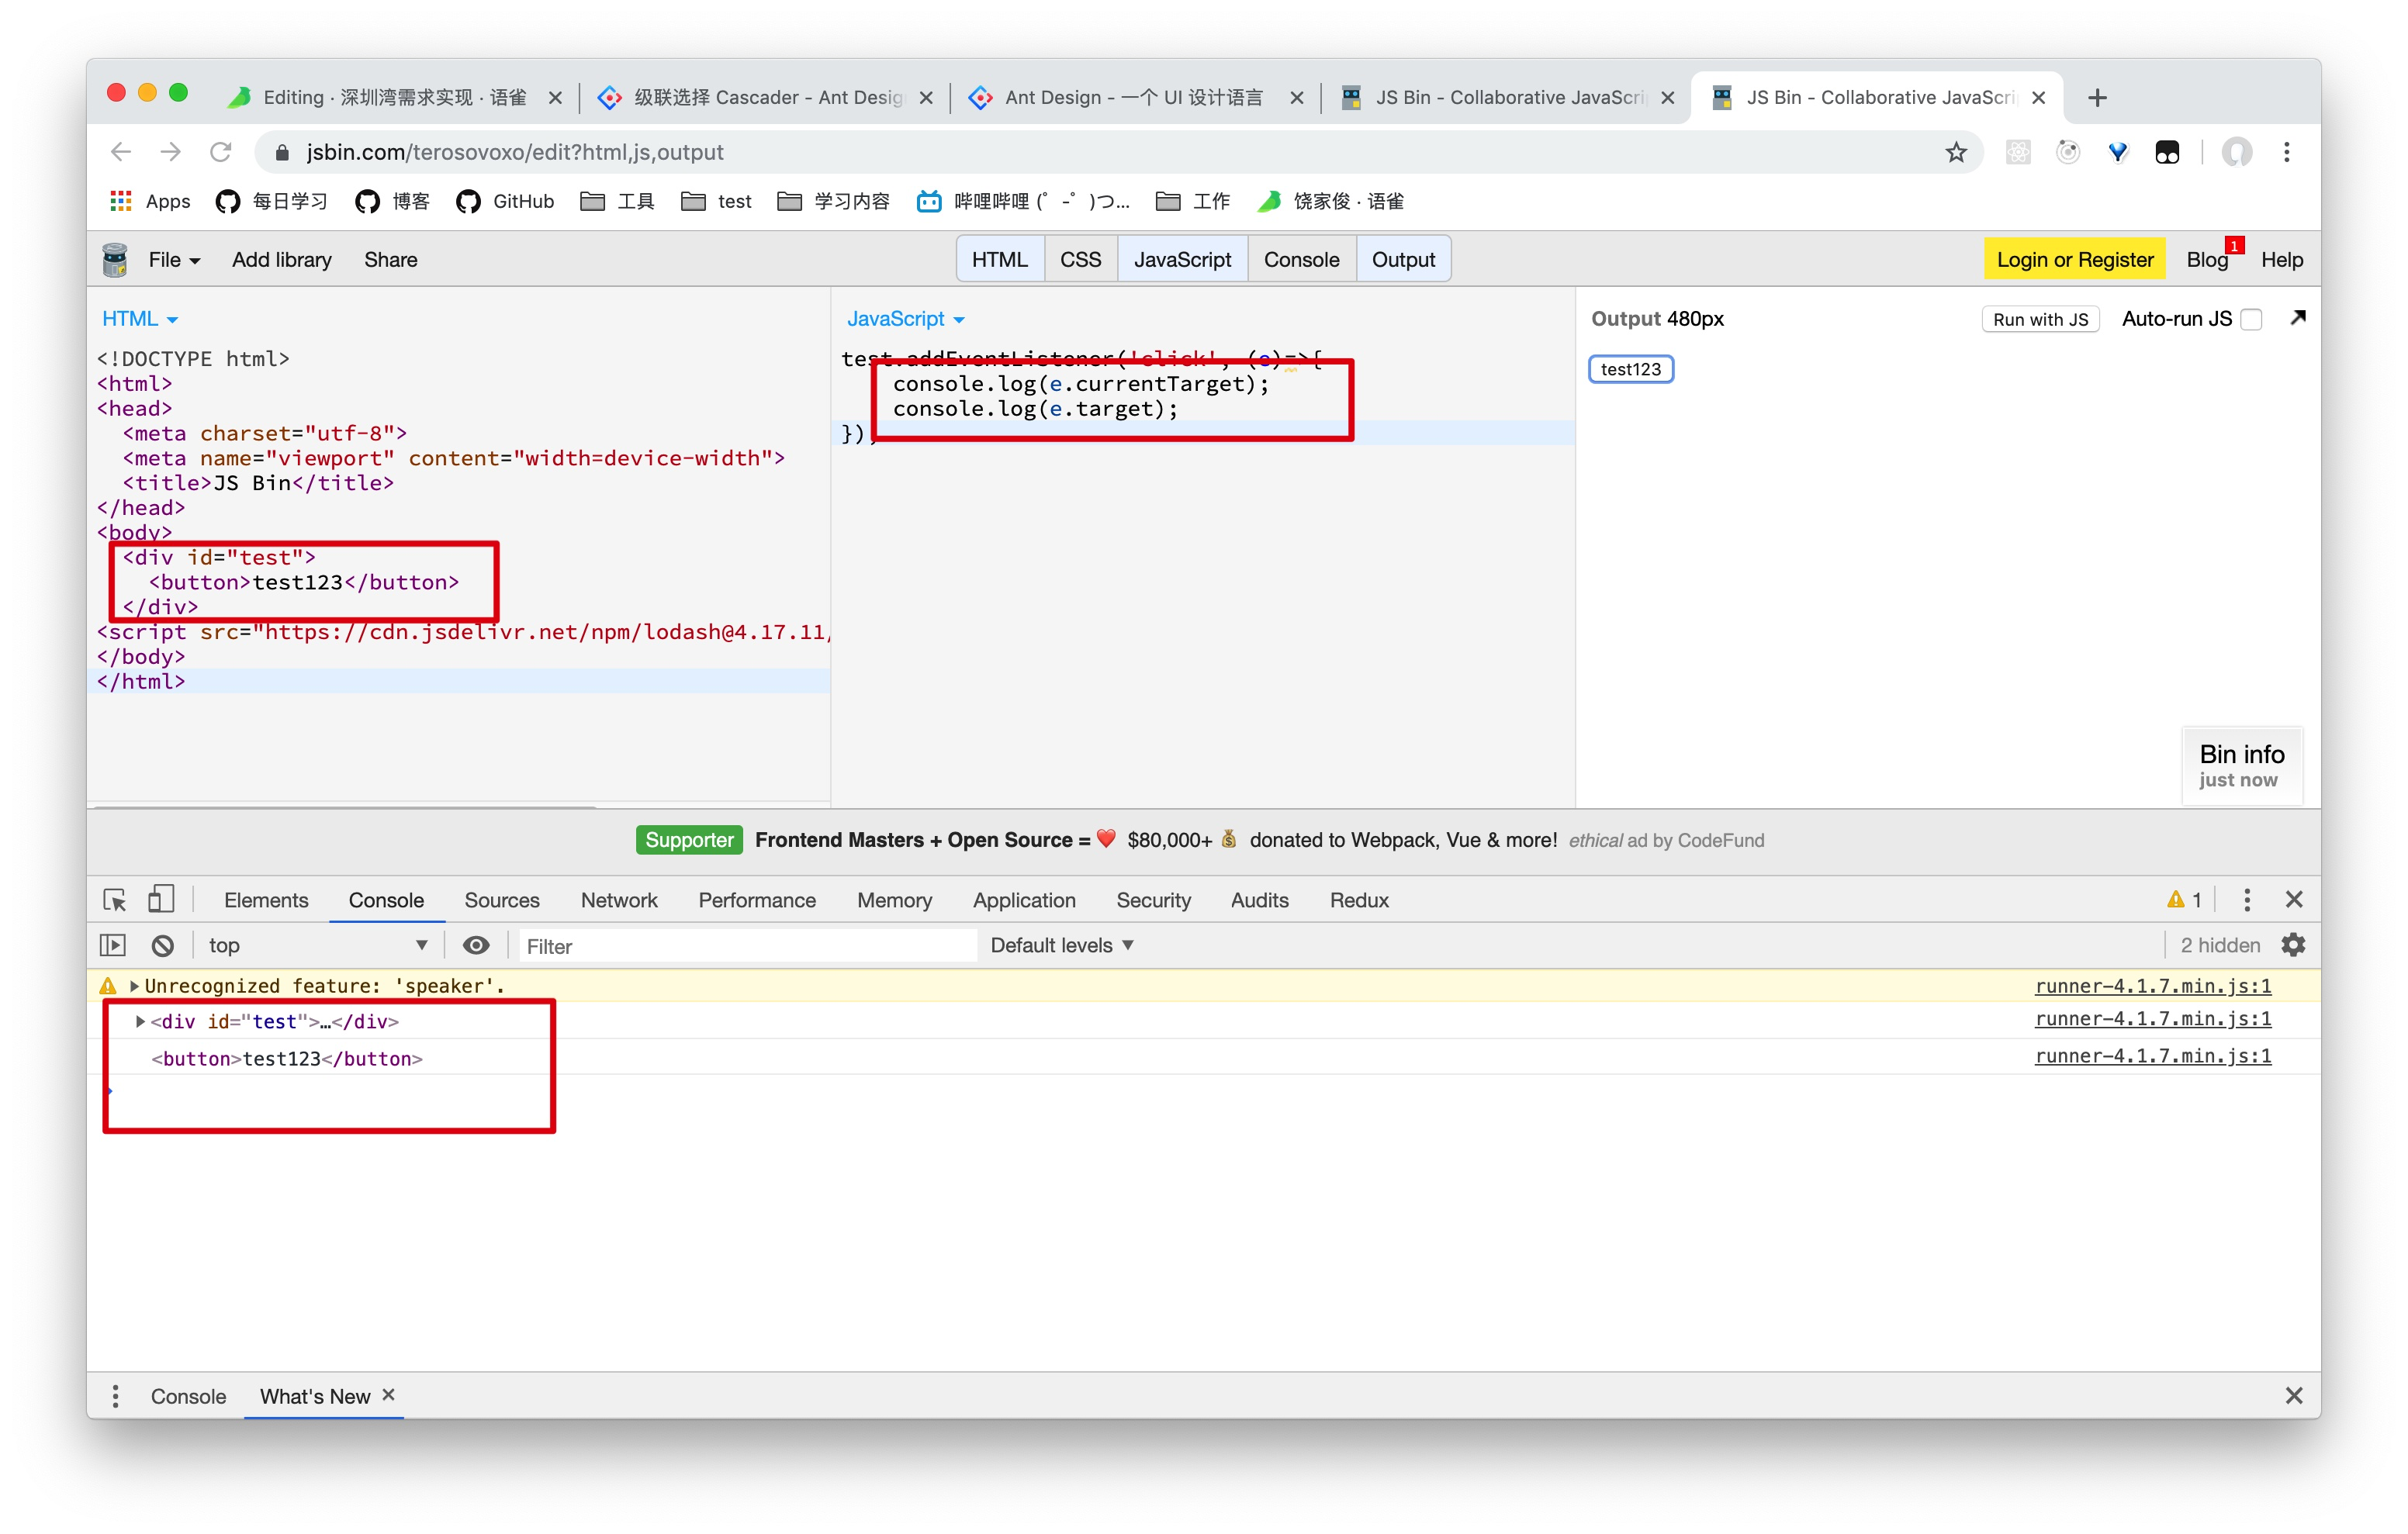 Editing · 深圳湾需求实现 · 语雀
级联选择 Cascader - Ant Desig
Ant Design - 一个 UI 设计语言
JS Bin - Collaborative JavaScri
JS Bin - Collaborative JavaScri
jsbin.com/terosovoxo/edit?html,js,output
Apps 每日学习 博客 GitHub 工具 test 学习内容 哔哩哔哩 (゜-゜)つ... 工作 饶家俊 · 语雀
File Add library Share HTML CSS JavaScript Console Output Login or Register Blog 1 Help
HTML
<!DOCTYPE html>
<html>
<head>
<meta charset="utf-8">
<meta name="viewport" content="width=device-width">
<title>JS Bin</title>
</head>
<body>
<div id="test">
<button>test123</button>
</div>
<script src="https://cdn.jsdelivr.net/npm/lodash@4.17.11/
</body>
</html>
JavaScript
test.addEventListener('click', (e)=>{
console.log(e.currentTarget);
console.log(e.target);
});
Output 480px Run with JS Auto-run JS
test123
Bin info
just now
Supporter Frontend Masters + Open Source = ❤️ $80,000+ 💰 donated to Webpack, Vue & more! ethical ad by CodeFund
Elements Console Sources Network Performance Memory Application Security Audits Redux 1
top Filter Default levels 2 hidden
Unrecognized feature: 'speaker'. runner-4.1.7.min.js:1
<div id="test">…</div> runner-4.1.7.min.js:1
<button>test123</button> runner-4.1.7.min.js:1
Console What's New